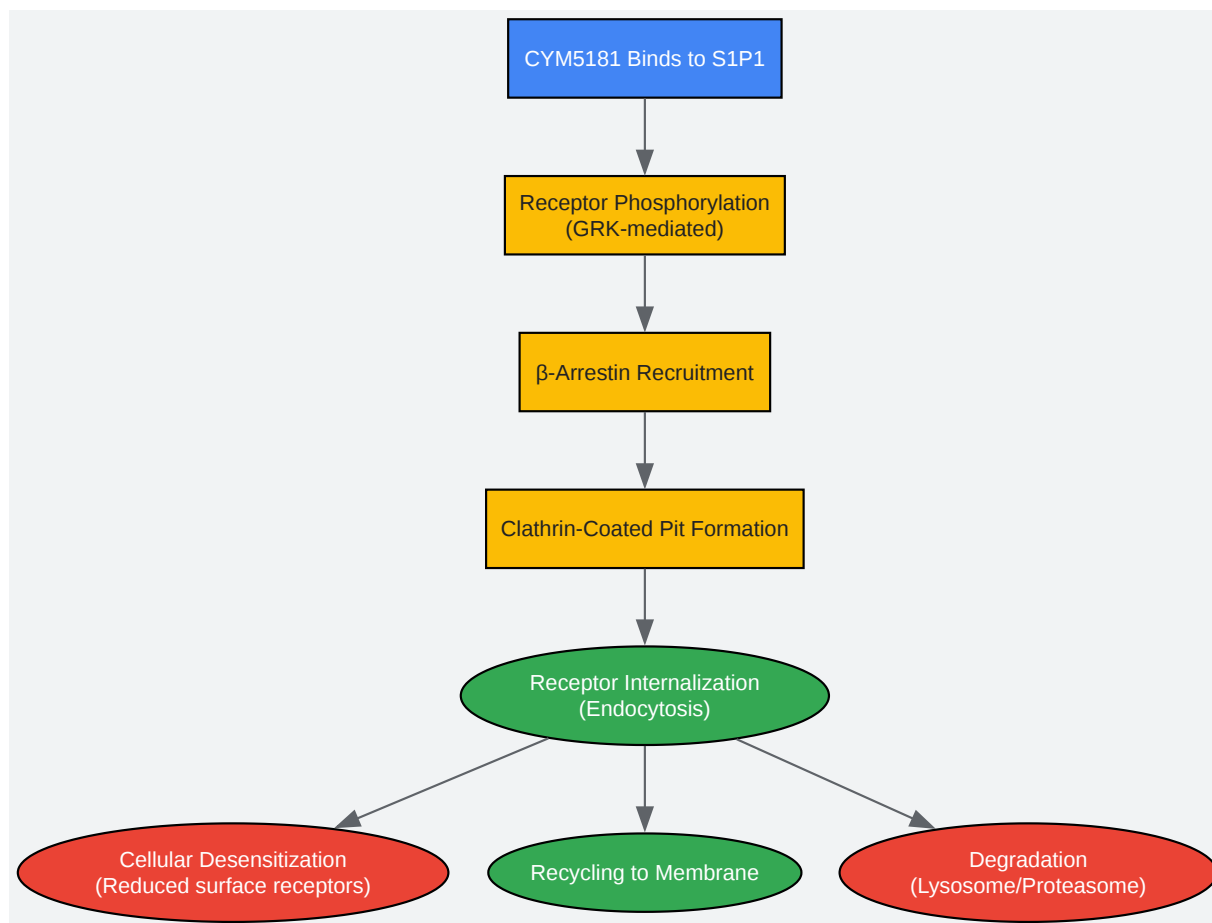 CYM5181 Binds to S1P1
Receptor Phosphorylation
(GRK-mediated)
β-Arrestin Recruitment
Clathrin-Coated Pit Formation
Receptor Internalization
(Endocytosis)
Cellular Desensitization
(Reduced surface receptors)
Recycling to Membrane
Degradation
(Lysosome/Proteasome)